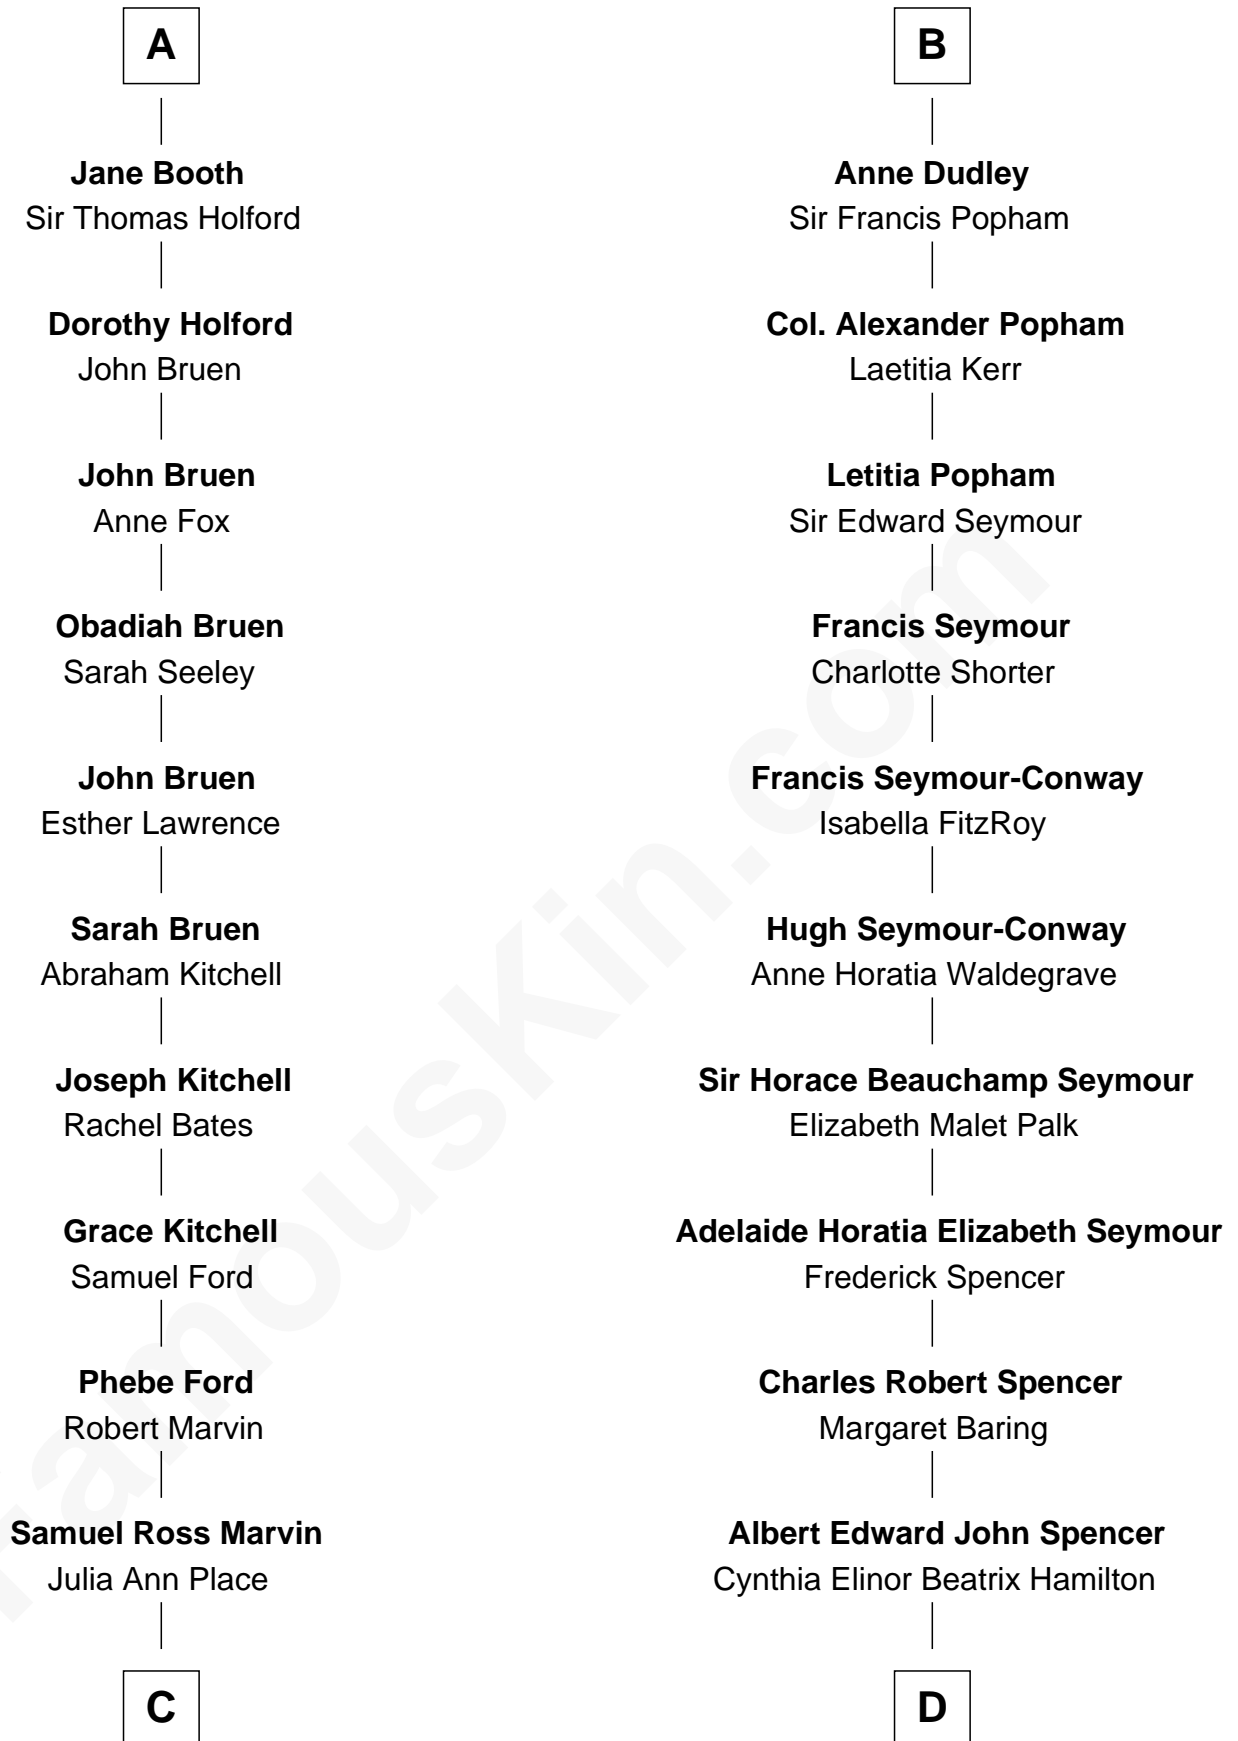 A
Jane Booth
Sir Thomas Holford
Dorothy Holford
John Bruen
John Bruen
Anne Fox
Obadiah Bruen
Sarah Seeley
John Bruen
Esther Lawrence
Sarah Bruen
Abraham Kitchell
Joseph Kitchell
Rachel Bates
Grace Kitchell
Samuel Ford
Phebe Ford
Robert Marvin
Samuel Ross Marvin
Julia Ann Place
C
B
Anne Dudley
Sir Francis Popham
Col. Alexander Popham
Laetitia Kerr
Letitia Popham
Sir Edward Seymour
Francis Seymour
Charlotte Shorter
Francis Seymour-Conway
Isabella FitzRoy
Hugh Seymour-Conway
Anne Horatia Waldegrave
Sir Horace Beauchamp Seymour
Elizabeth Malet Palk
Adelaide Horatia Elizabeth Seymour
Frederick Spencer
Charles Robert Spencer
Margaret Baring
Albert Edward John Spencer
Cynthia Elinor Beatrix Hamilton
D
FamousKin.com